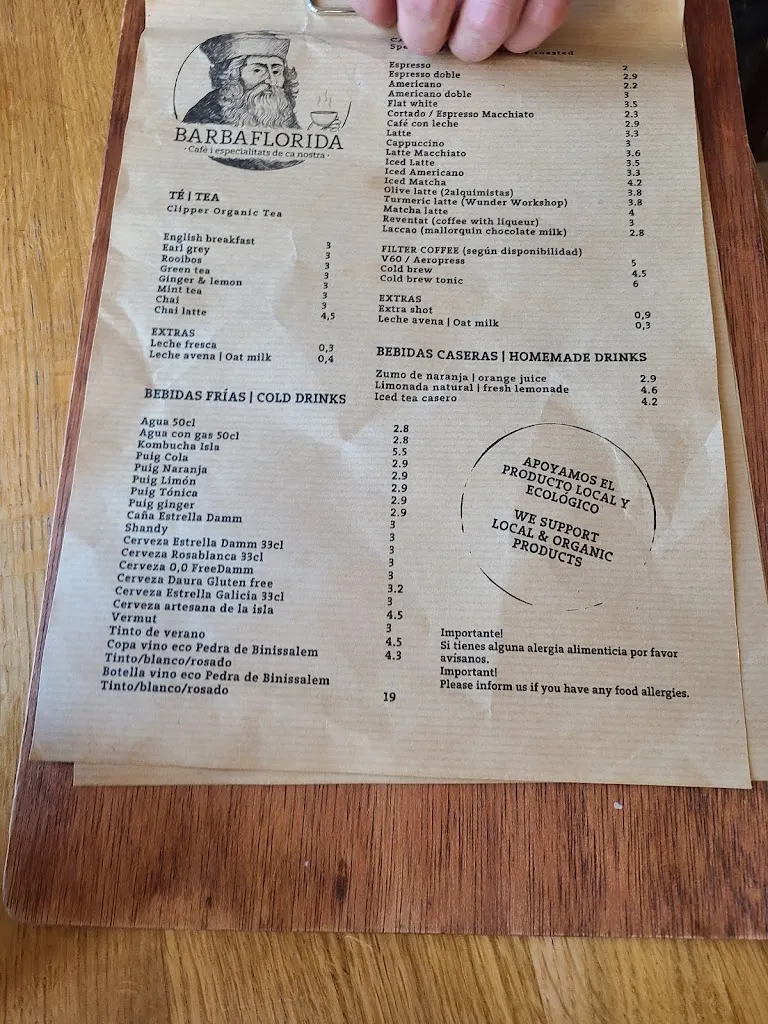 BARBAFLORIDA
· Cafè i especialitats de ca nostra ·
TÉ | TEA
Clipper Organic Tea
English breakfast 3
Earl grey 3
Rooibos 3
Green tea 3
Ginger & lemon 3
Mint tea 3
Chai 3
Chai latte 4,5
EXTRAS
Leche fresca 0,3
Leche avena | Oat milk 0,4
BEBIDAS FRÍAS | COLD DRINKS
Agua 50cl 2.8
Agua con gas 50cl 2.8
Kombucha Isla 5.5
Puig Cola 2.9
Puig Naranja 2.9
Puig Limón 2.9
Puig Tónica 2.9
Puig ginger 2.9
Caña Estrella Damm 3
Shandy 3
Cerveza Estrella Damm 33cl 3
Cerveza Rosablanca 33cl 3
Cerveza 0,0 FreeDamm 3
Cerveza Daura Gluten free 3.2
Cerveza Estrella Galicia 33cl 3
Cerveza artesana de la isla 4.5
Vermut 3
Tinto de verano 4.5
Copa vino eco Pedra de Binissalem 4.3
Tinto/blanco/rosado
Botella vino eco Pedra de Binissalem
Tinto/blanco/rosado 19
Espresso 2
Espresso doble 2.9
Americano 2.2
Americano doble 3
Flat white 3.5
Cortado / Espresso Macchiato 2.3
Café con leche 2.9
Latte 3.3
Cappuccino 3
Latte Macchiato 3.6
Iced Latte 3.5
Iced Americano 3.3
Iced Matcha 4.2
Olive latte (2alquimistas) 3.8
Turmeric latte (Wunder Workshop) 3.8
Matcha latte 4
Reventat (coffee with liqueur) 3
Laccao (mallorquin chocolate milk) 2.8
FILTER COFFEE (según disponibilidad)
V60 / Aeropress 5
Cold brew 4.5
Cold brew tonic 6
EXTRAS
Extra shot 0,9
Leche avena | Oat milk 0,3
BEBIDAS CASERAS | HOMEMADE DRINKS
Zumo de naranja | orange juice 2.9
Limonada natural | fresh lemonade 4.6
Iced tea casero 4.2
APOYAMOS EL
PRODUCTO LOCAL Y
ECOLÓGICO
WE SUPPORT
LOCAL & ORGANIC
PRODUCTS
Importante!
Si tienes alguna alergia alimenticia por favor
avísanos.
Important!
Please inform us if you have any food allergies.